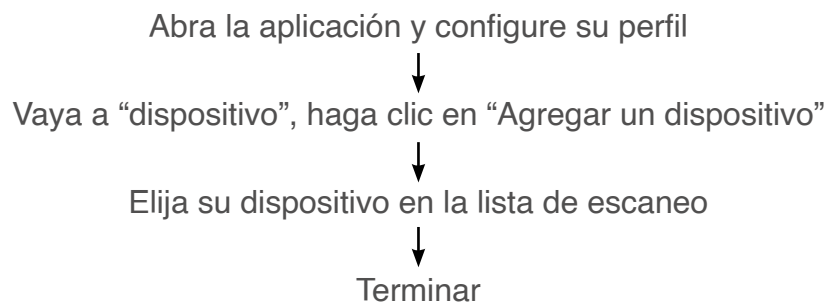 Abra la aplicación y configure su perfil
Vaya a “dispositivo”, haga clic en “Agregar un dispositivo”
Elija su dispositivo en la lista de escaneo
Terminar